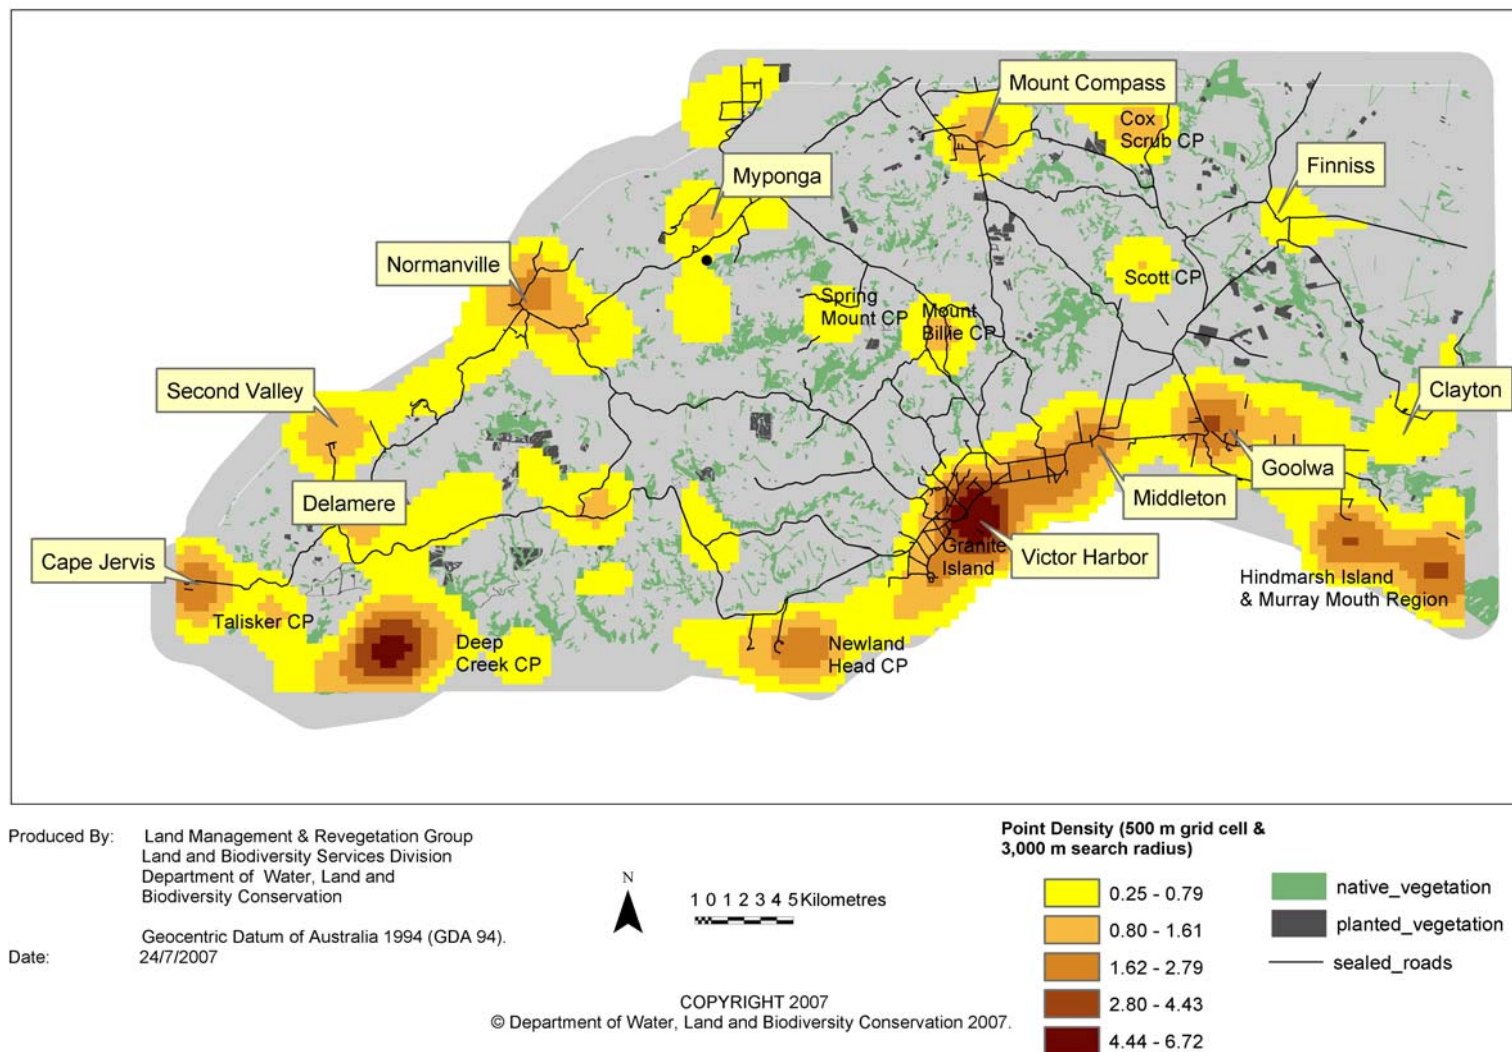 Mount Compass
Cox
Scrub CP
Finniss
Myponga
Normanville
Scott CP
Spring
Mount CP
Mount
Billie CP
Second Valley
Clayton
Goolwa
Delamere
Middleton
Cape Jervis
Victor Harbor
Granite
Island
Hindmarsh Island
& Murray Mouth Region
Talisker CP
Deep
Creek CP
Newland
Head CP
Produced By: Land Management & Revegetation Group
Land and Biodiversity Services Division
Department of Water, Land and
Biodiversity Conservation
Geocentric Datum of Australia 1994 (GDA 94).
Date: 24/7/2007
N
1 0 1 2 3 4 5 Kilometres
COPYRIGHT 2007
© Department of Water, Land and Biodiversity Conservation 2007.
Point Density (500 m grid cell &
3,000 m search radius)
0.25 - 0.79
0.80 - 1.61
1.62 - 2.79
2.80 - 4.43
4.44 - 6.72
native_vegetation
planted_vegetation
sealed_roads